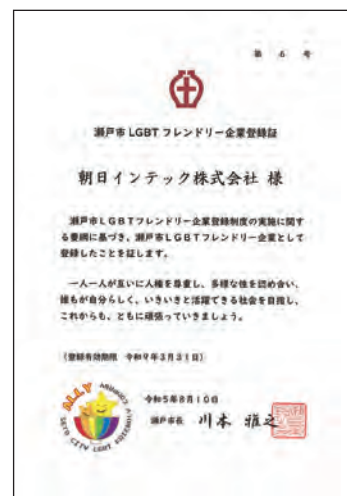 第 6 号
瀬戸市 LGBT フレンドリー企業登録証
朝日インテック株式会社 様
瀬戸市LGBTフレンドリー企業登録制度の実施に関す
る要綱に基づき、瀬戸市LGBTフレンドリー企業として
登録したことを証します。
一人一人が互いに人権を尊重し、多様な性を認め合い、
誰もが自分らしく、いきいきと活躍できる社会を目指し、
これからも、ともに頑張っていきましょう。
（登録有効期限 令和9年3月31日）
令和5年8月10日
瀬戸市長 川本 雅之
ALLY
SETO CITY LGBT